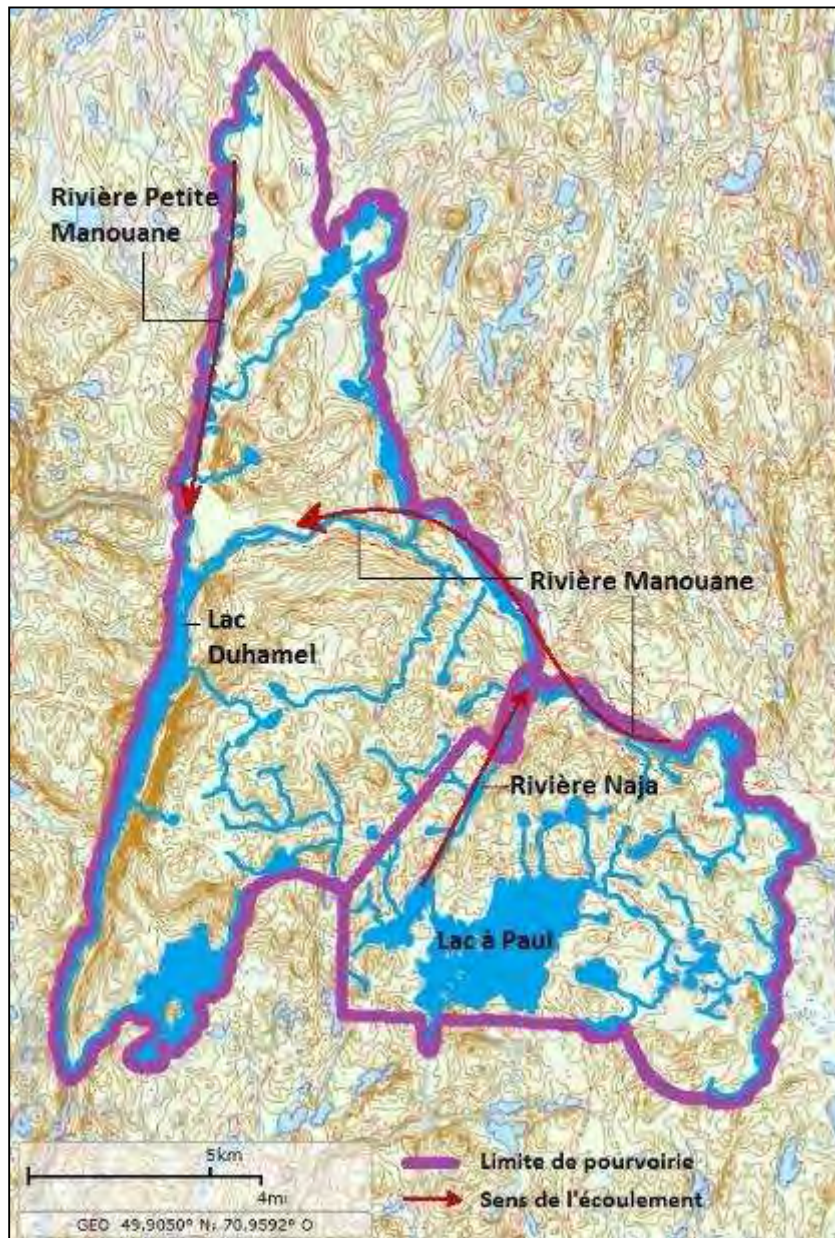 Rivière Petite
Manouane
Rivière Manouane
Lac
Duhamel
Rivière Naja
Lac à Paul
5km
4mi
GEO 49.9050° N; 70.9592° O
Limite de pourvoirie
Sens de l'écoulement